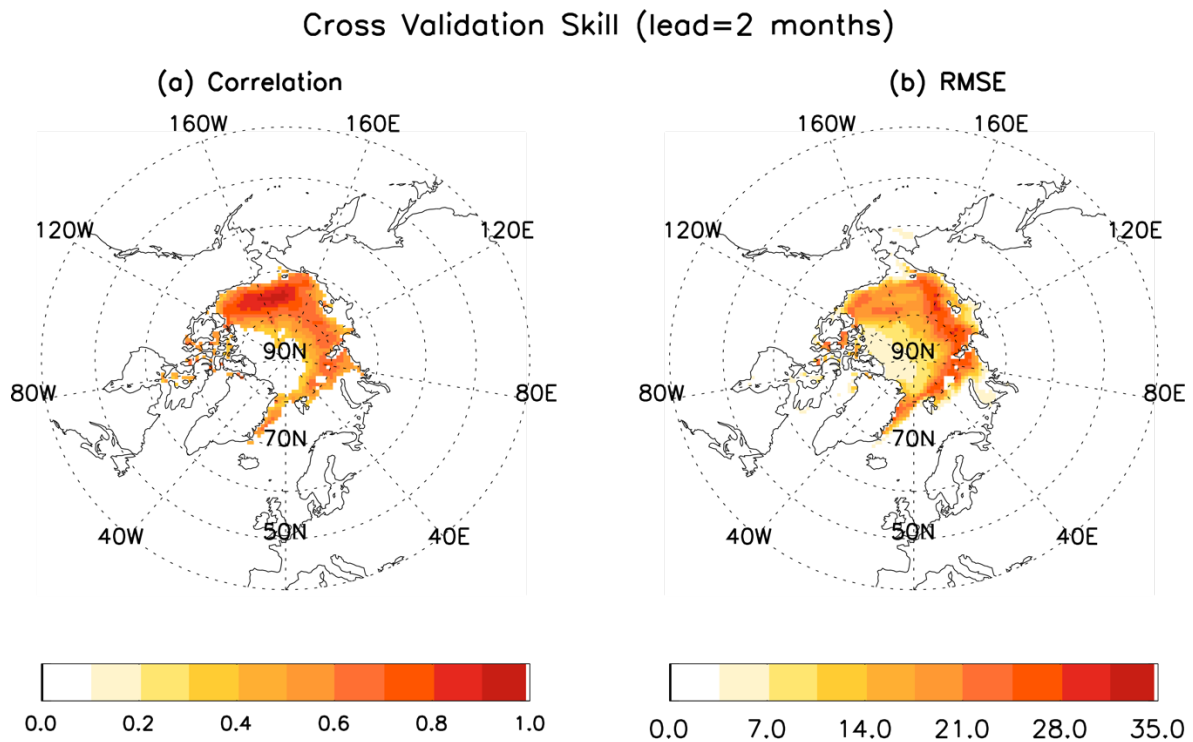 Cross Validation Skill (lead=2 months)
(a) Correlation
(b) RMSE
160W 160E
160W 160E
120W 120E
120W 120E
90N
90N
80W 80E
80W 80E
70N
70N
40W 50N 40E
40W 50N 40E
0.0 0.2 0.4 0.6 0.8 1.0
0.0 7.0 14.0 21.0 28.0 35.0